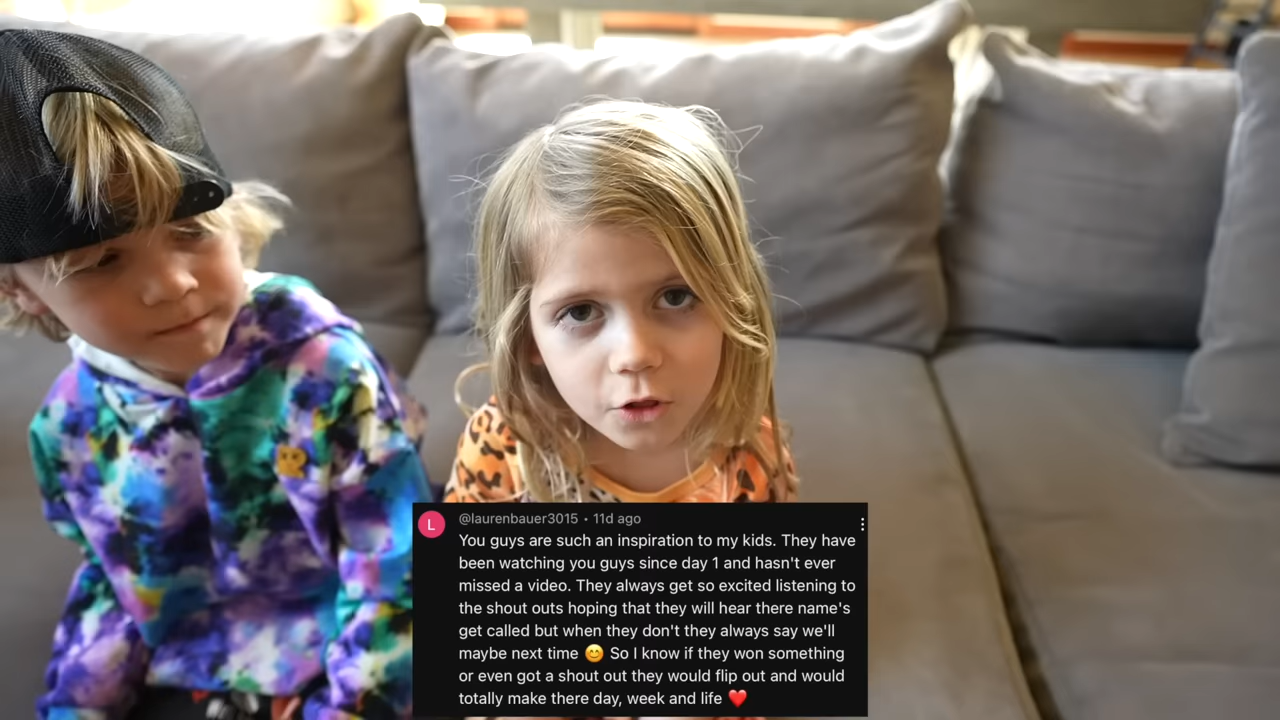 L
@laurenbauer3015 • 11d ago
You guys are such an inspiration to my kids. They have
been watching you guys since day 1 and hasn't ever
missed a video. They always get so excited listening to
the shout outs hoping that they will hear there name's
get called but when they don't they always say we'll
maybe next time 😊 So I know if they won something
or even got a shout out they would flip out and would
totally make there day, week and life ❤️